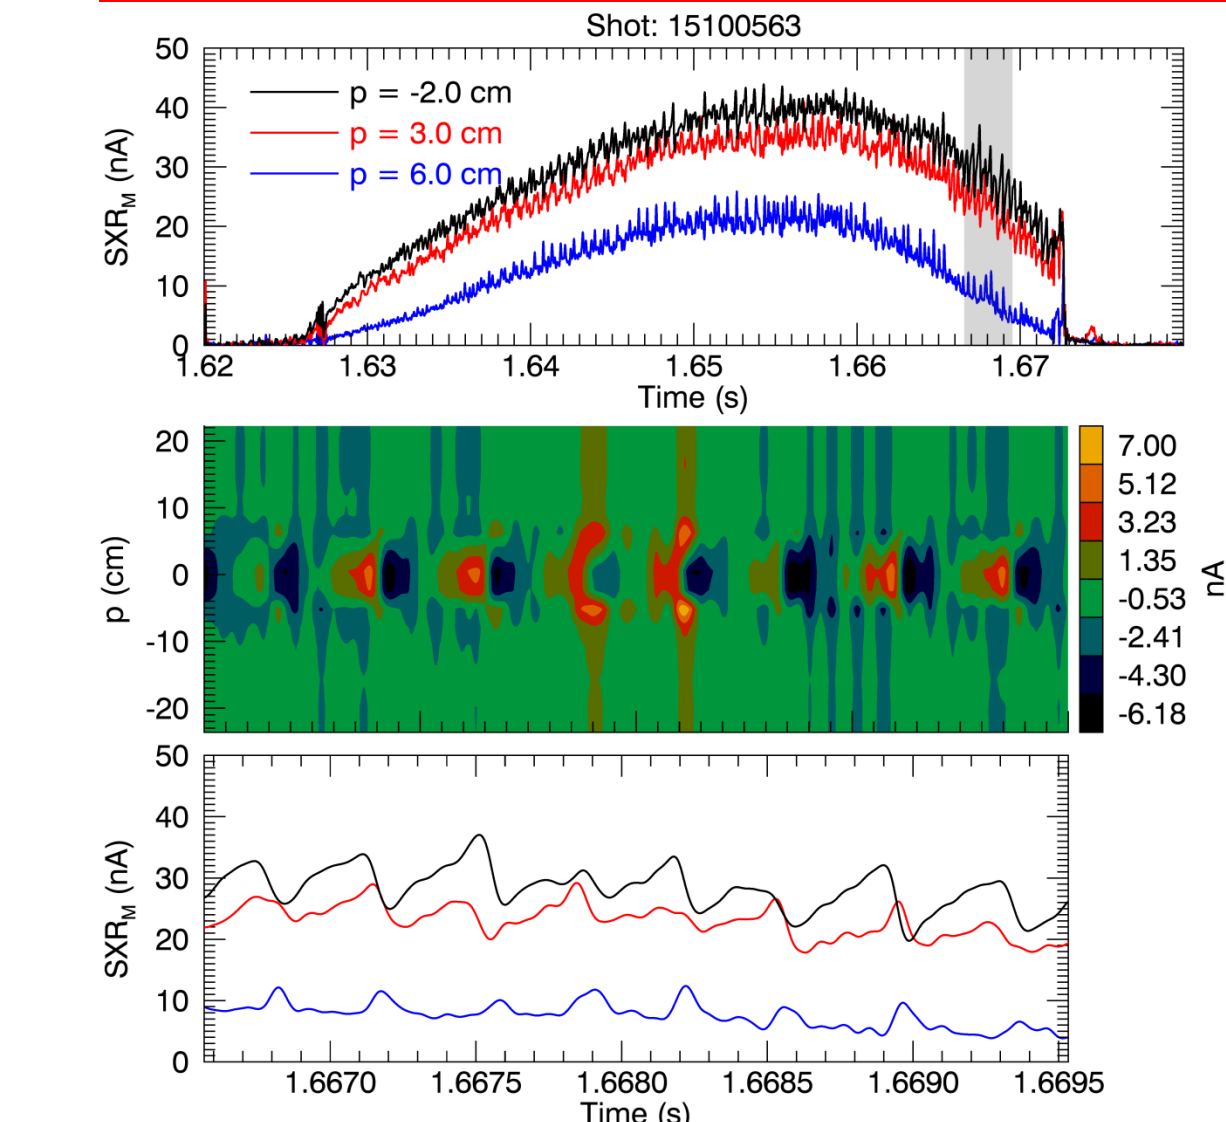 Shot: 15100563
50
40
30
20
10
0
SXR_M (nA)
p = -2.0 cm
p = 3.0 cm
p = 6.0 cm
1.62 1.63 1.64 1.65 1.66 1.67
Time (s)
20
10
0
-10
-20
p (cm)
7.00
5.12
3.23
1.35
-0.53
-2.41
-4.30
-6.18
nA
50
40
30
20
10
0
SXR_M (nA)
1.6670 1.6675 1.6680 1.6685 1.6690 1.6695
Time (s)